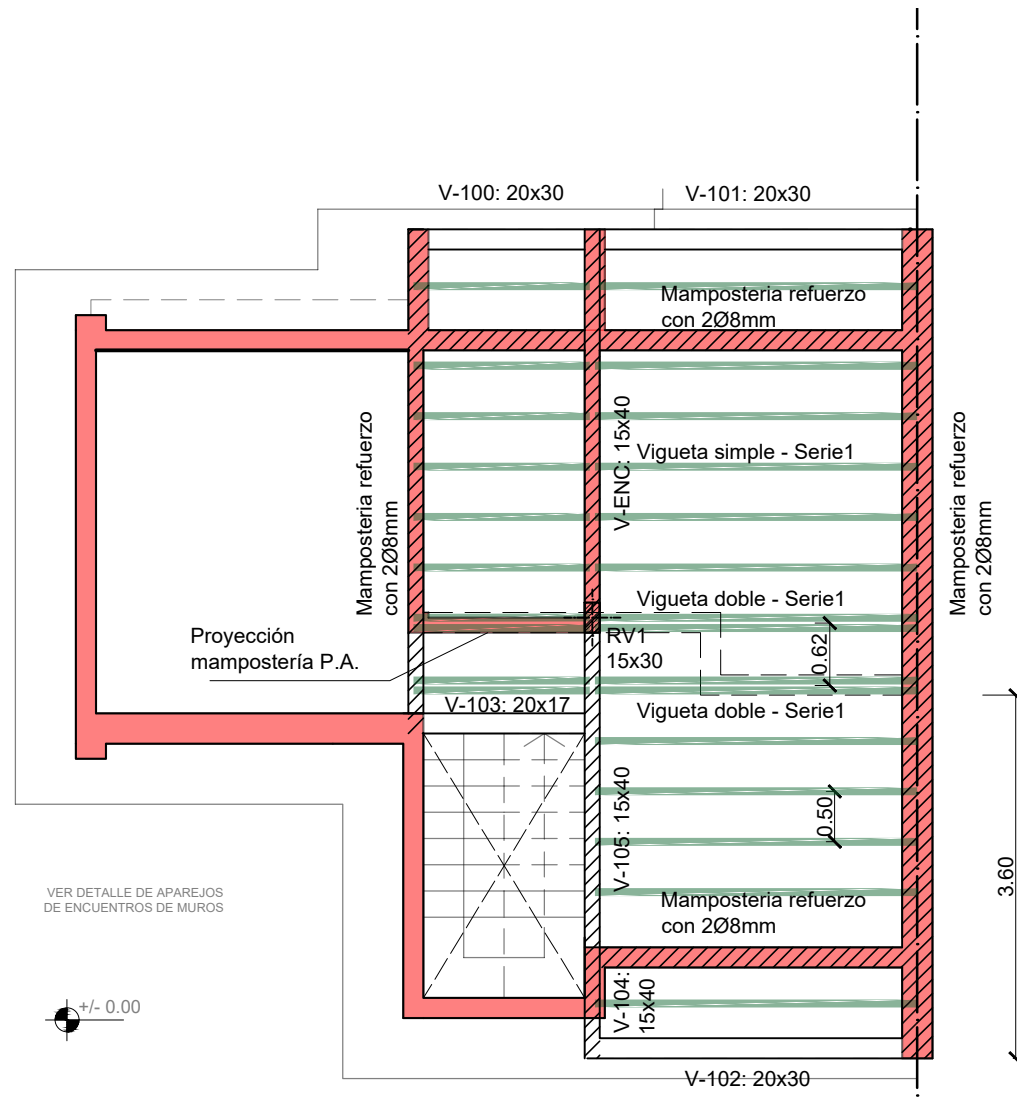 V-100: 20x30
V-101: 20x30
Mamposteria refuerzo
con 2Ø8mm
Mamposteria refuerzo
con 2Ø8mm
V-ENC: 15x40
Vigueta simple - Serie1
Mamposteria refuerzo
con 2Ø8mm
Vigueta doble - Serie1
Proyección
mampostería P.A.
RV1
15x30
0.62
V-103: 20x17
Vigueta doble - Serie1
V-105: 15x40
0.50
3.60
VER DETALLE DE APAREJOS
DE ENCUENTROS DE MUROS
Mamposteria refuerzo
con 2Ø8mm
+/- 0.00
V-104:
15x40
V-102: 20x30